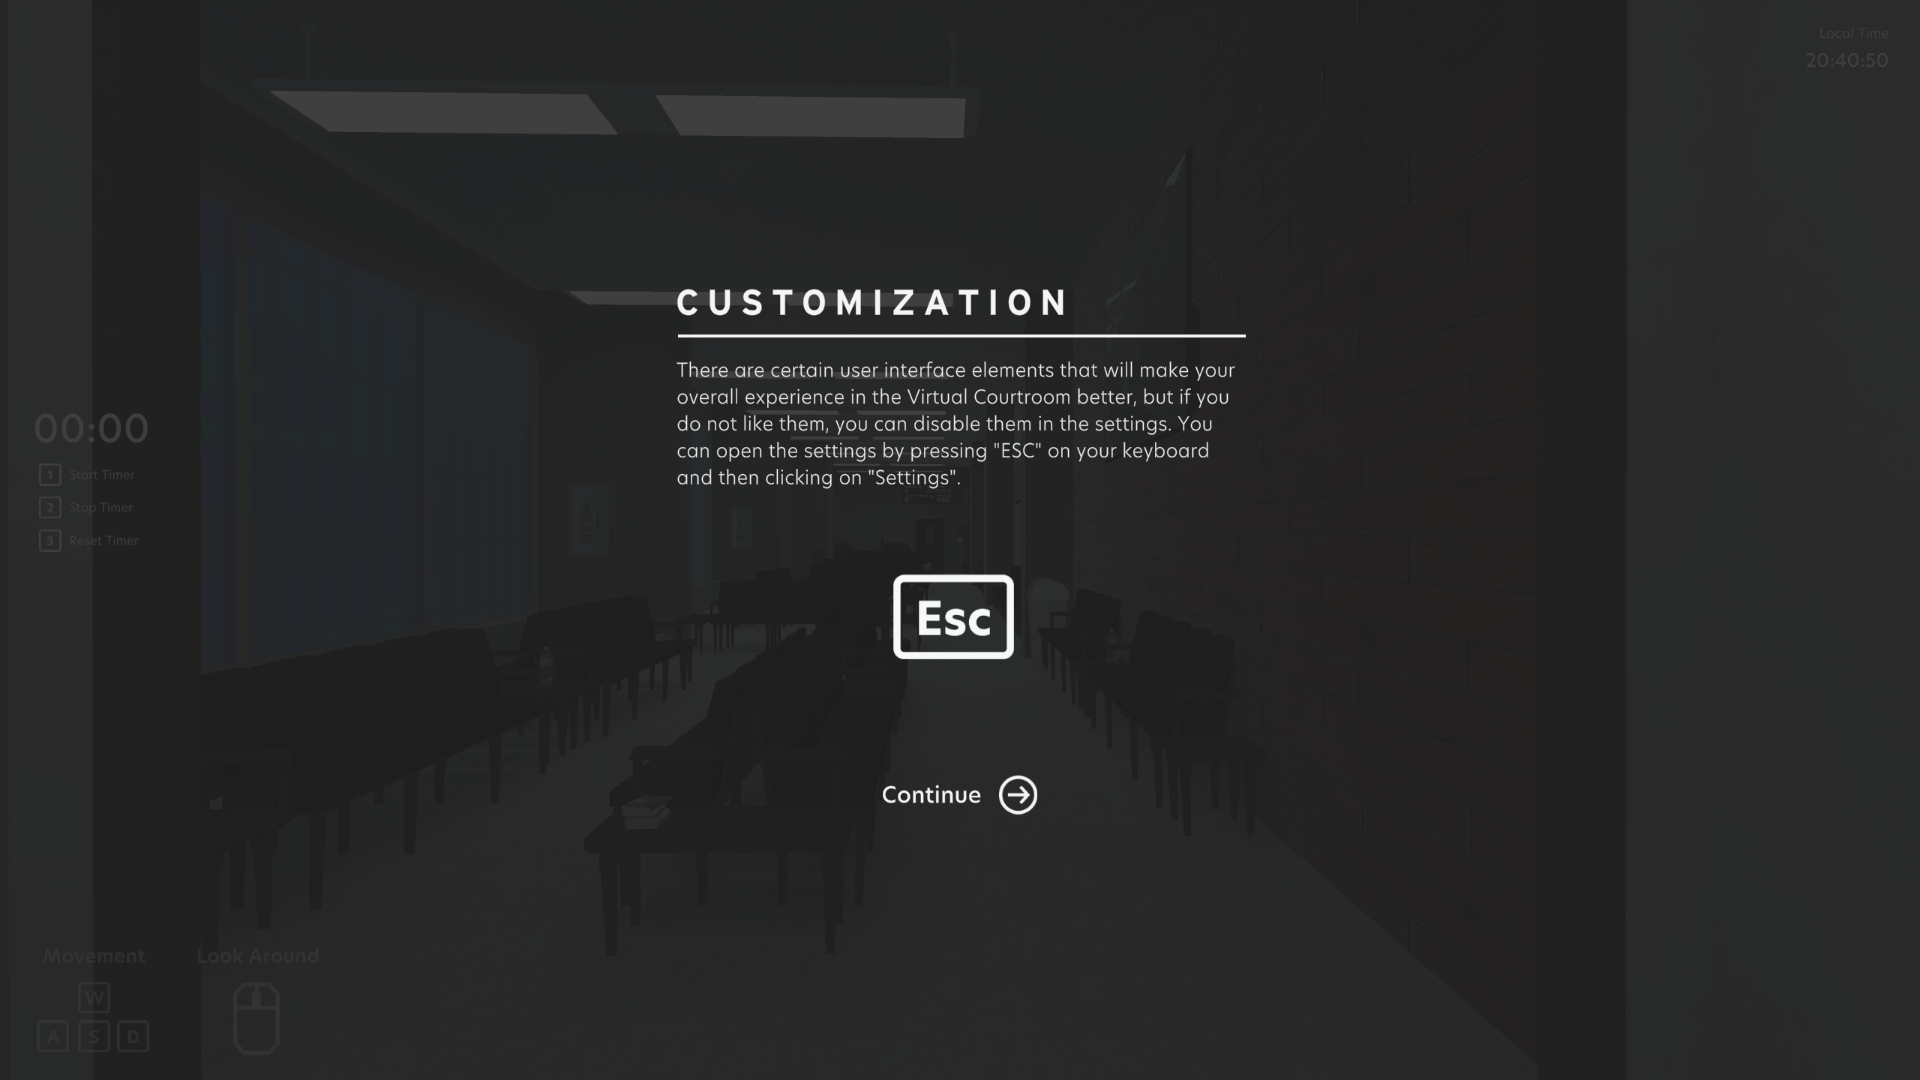 Local Time
20:40:50
CUSTOMIZATION
There are certain user interface elements that will make your
overall experience in the Virtual Courtroom better, but if you
do not like them, you can disable them in the settings. You
can open the settings by pressing "ESC" on your keyboard
and then clicking on "Settings".
00:00
1 Start Timer
2 Stop Timer
3 Reset Timer
Esc
Continue
Movement
Look Around
W
A S D